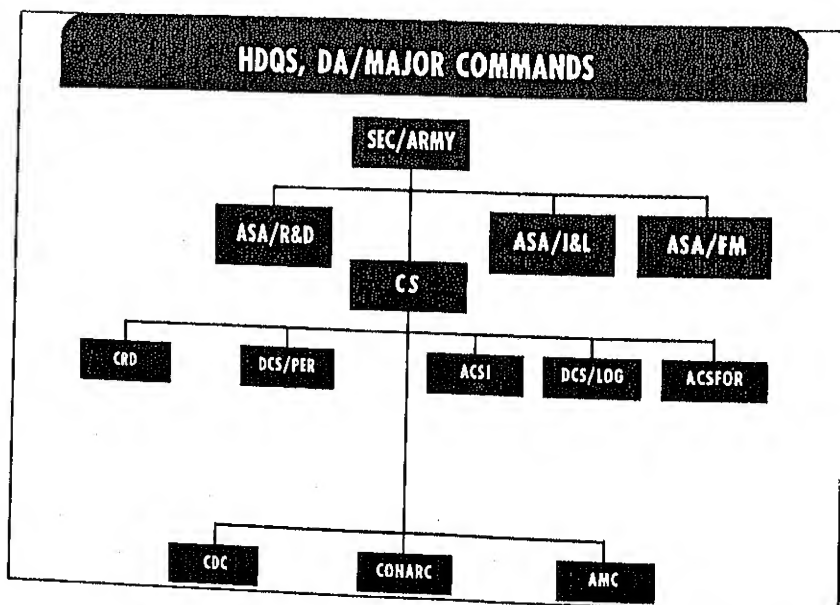 HDQS, DA/MAJOR COMMANDS
SEC/ARMY
ASA/R&D
ASA/I&L
ASA/FM
CS
CRD
DCS/PER
ACSI
DCS/LOG
ACSFOR
CDC
CONARC
AMC